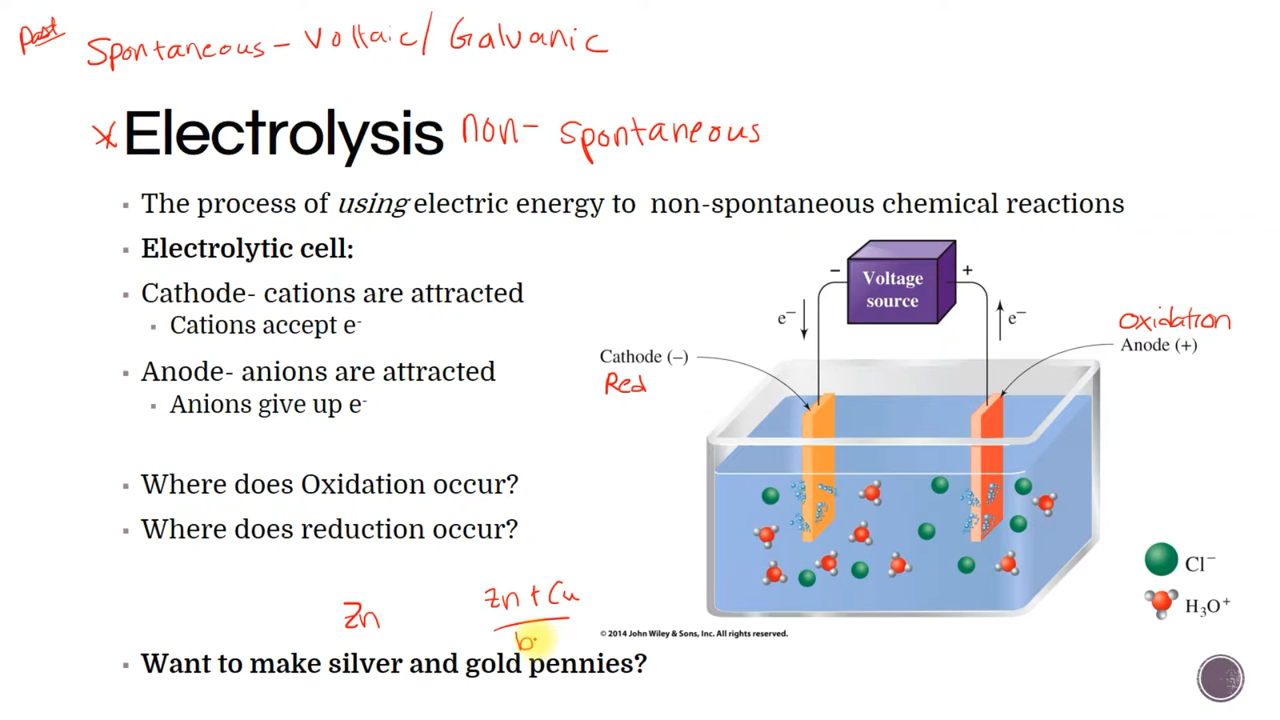 Past
Spontaneous - Voltaic/ Galvanic
x Electrolysis non- spontaneous
▪ The process of using electric energy to non-spontaneous chemical reactions
▪ Electrolytic cell:
▪ Cathode- cations are attracted
▪ Cations accept e-
▪ Anode- anions are attracted
▪ Anions give up e-
▪ Where does Oxidation occur?
▪ Where does reduction occur?
Zn
Zn + Cu
b
▪ Want to make silver and gold pennies?
− Voltage source +
e− e−
Cathode (–)
Red
Oxidation
Anode (+)
Cl−
H3O+
© 2014 John Wiley & Sons, Inc. All rights reserved.